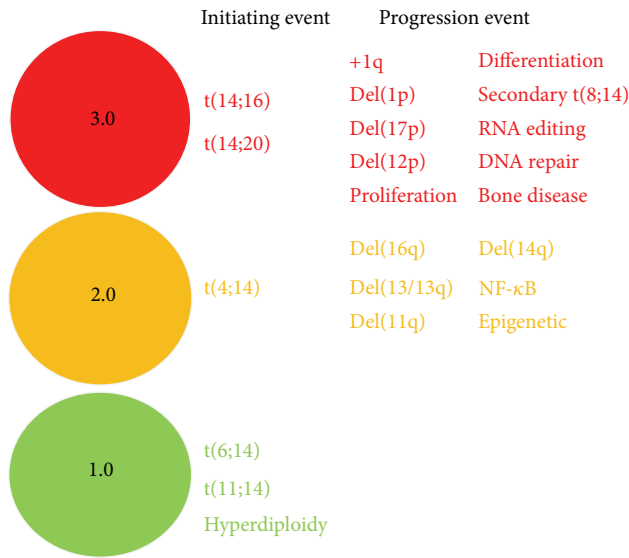 Initiating event Progression event
+1q Differentiation
t(14;16) Del(1p) Secondary t(8;14)
3.0
t(14;20) Del(17p) RNA editing
Del(12p) DNA repair
Proliferation Bone disease
Del(16q) Del(14q)
2.0 t(4;14) Del(13/13q) NF-κB
Del(11q) Epigenetic
t(6;14)
1.0
t(11;14)
Hyperdiploidy